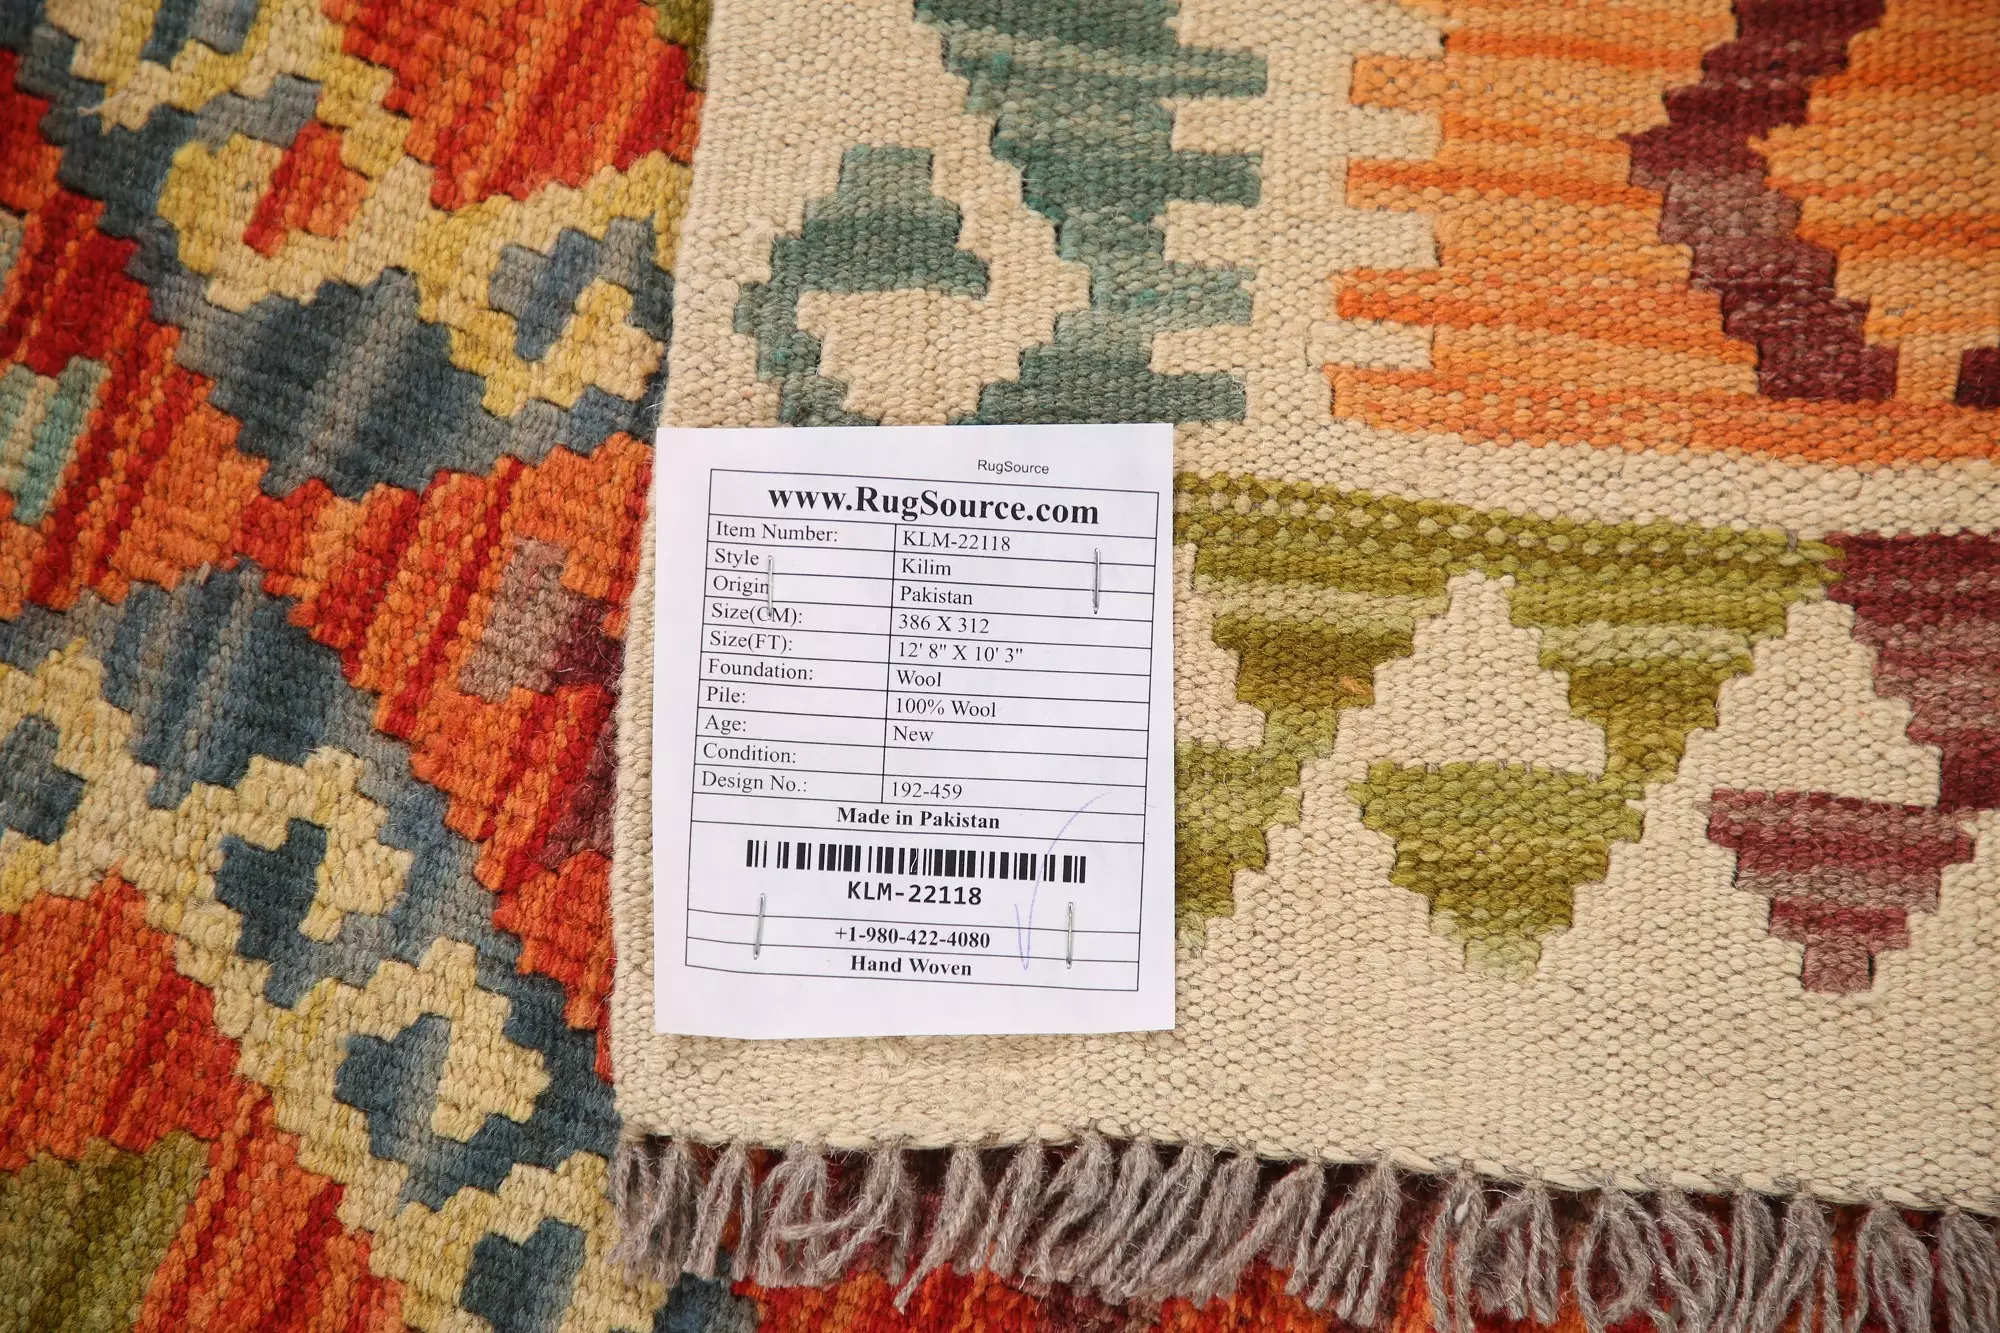 RugSource
www.RugSource.com
Item Number: KLM-22118
Style Kilim
Origin Pakistan
Size(CM): 386 X 312
Size(FT): 12' 8" X 10' 3"
Foundation: Wool
Pile: 100% Wool
Age: New
Condition:
Design No.: 192-459
Made in Pakistan
KLM-22118
+1-980-422-4080
Hand Woven